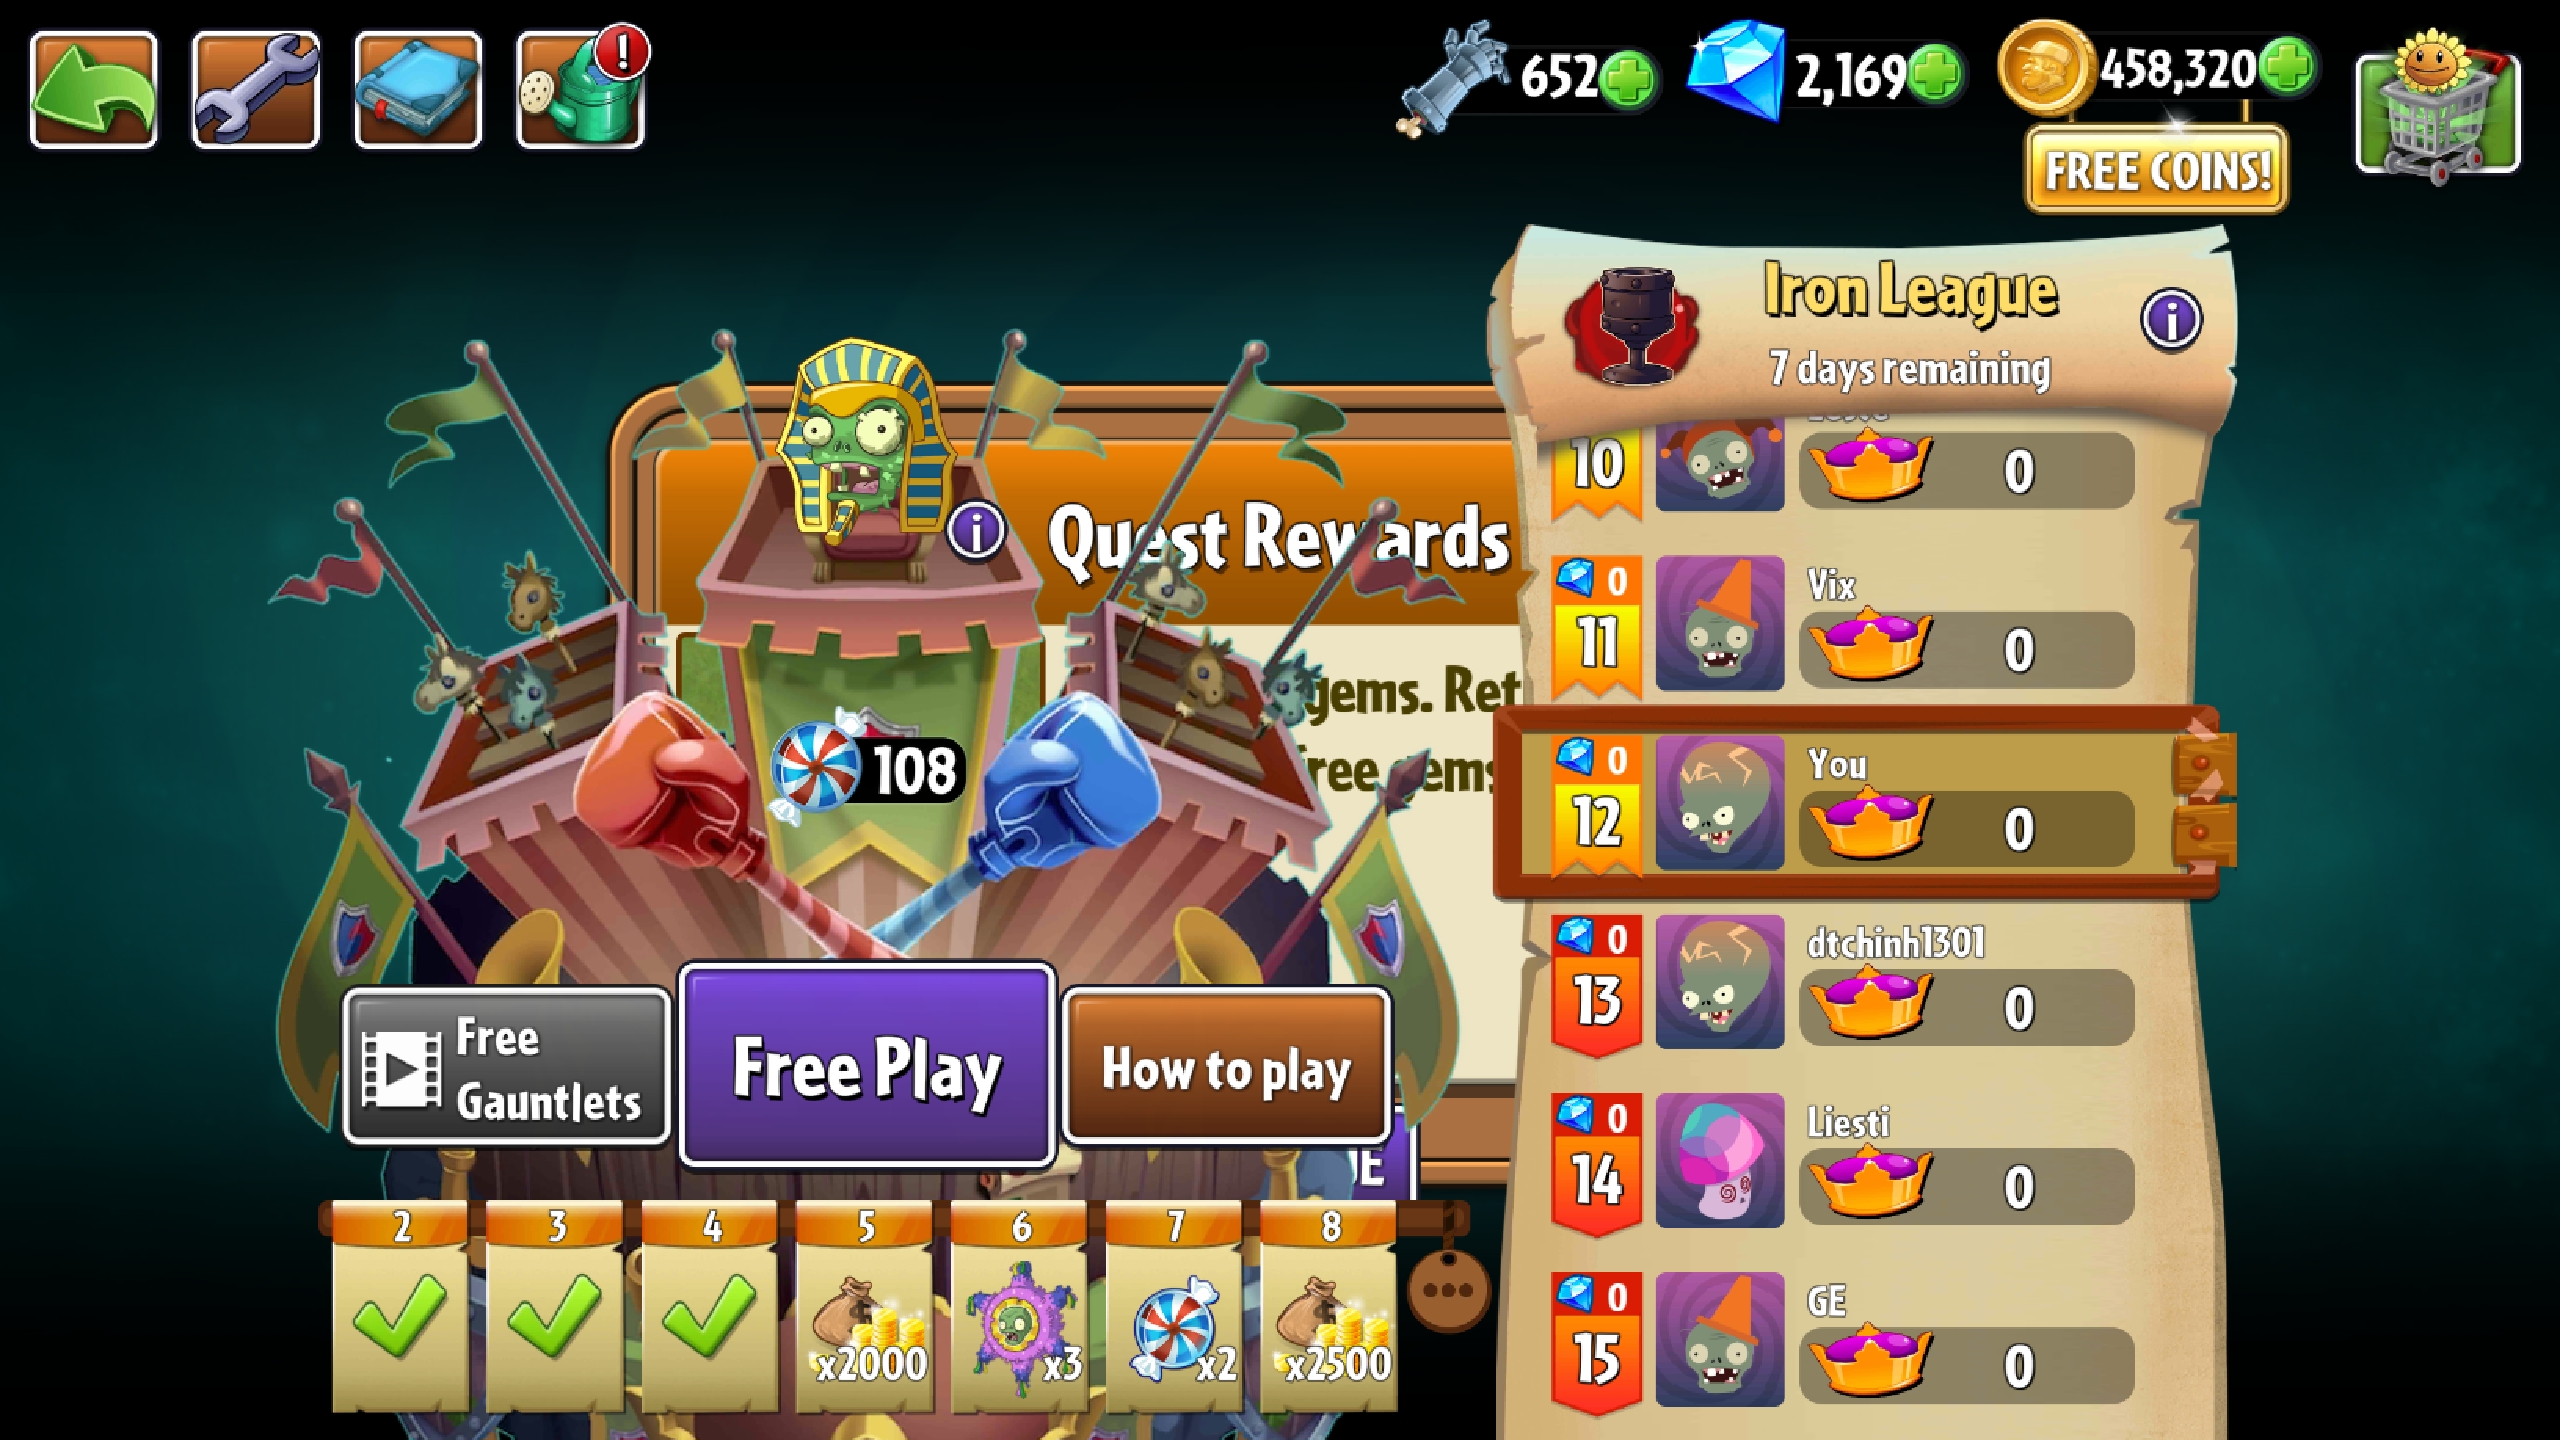 !
652
2,169
458,320
FREE COINS!
Iron League
7 days remaining
Quest Rewards
gems. Ret
108
10
0
0
11
Vix
0
0
12
You
0
0
13
dtchinh1301
0
0
14
Liesti
0
0
15
GE
0
Free
Gauntlets
Free Play
How to play
2
3
4
5
6
7
8
x2000
x3
x2
x2500